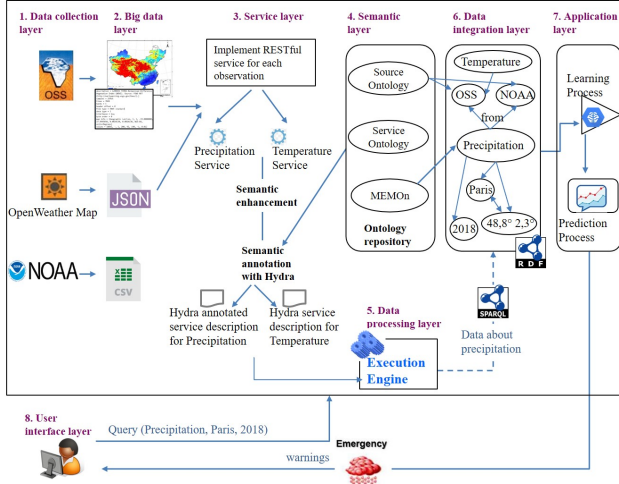 1. Data collection
layer
2. Big data
layer
3. Service layer
4. Semantic
layer
6. Data
integration layer
7. Application
layer
OSS
OpenWeather Map
NOAA
JSON
CSV
Implement RESTful
service for each
observation
Precipitation
Service
Temperature
Service
Semantic
enhancement
Semantic
annotation
with Hydra
Hydra annotated
service description
for Precipitation
Hydra service
description for
Temperature
Source
Ontology
Service
Ontology
MEMOn
Ontology
repository
Temperature
OSS
NOAA
from
Precipitation
Paris
2018
48,8° 2,3°
RDF
Learning
Process
Prediction
Process
5. Data
processing layer
Execution
Engine
SPARQL
Data about
precipitation
8. User
interface layer
Query (Precipitation, Paris, 2018)
Emergency
warnings